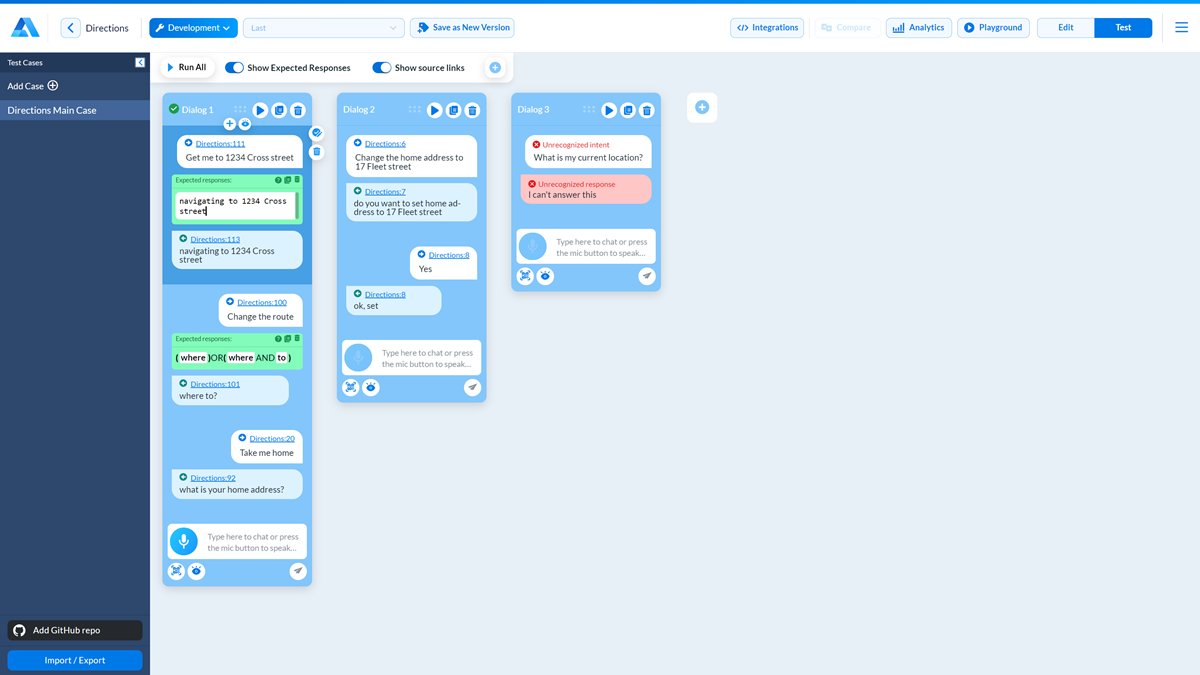 Directions
Development
Last
Save as New Version
Integrations
Compare
Analytics
Playground
Edit
Test
Test Cases
Add Case
Directions Main Case
Run All
Show Expected Responses
Show source links
Dialog 1
Directions:111
Get me to 1234 Cross street
Expected responses:
navigating to 1234 Cross
street
Directions:113
navigating to 1234 Cross
street
Directions:100
Change the route
Expected responses:
( where )OR( where AND to )
Directions:101
where to?
Directions:20
Take me home
Directions:92
what is your home address?
Type here to chat or press
the mic button to speak...
Dialog 2
Directions:6
Change the home address to
17 Fleet street
Directions:7
do you want to set home ad-
dress to 17 Fleet street
Directions:8
Yes
Directions:8
ok, set
Type here to chat or press
the mic button to speak...
Dialog 3
Unrecognized intent
What is my current location?
Unrecognized response
I can't answer this
Type here to chat or press
the mic button to speak...
Add GitHub repo
Import / Export